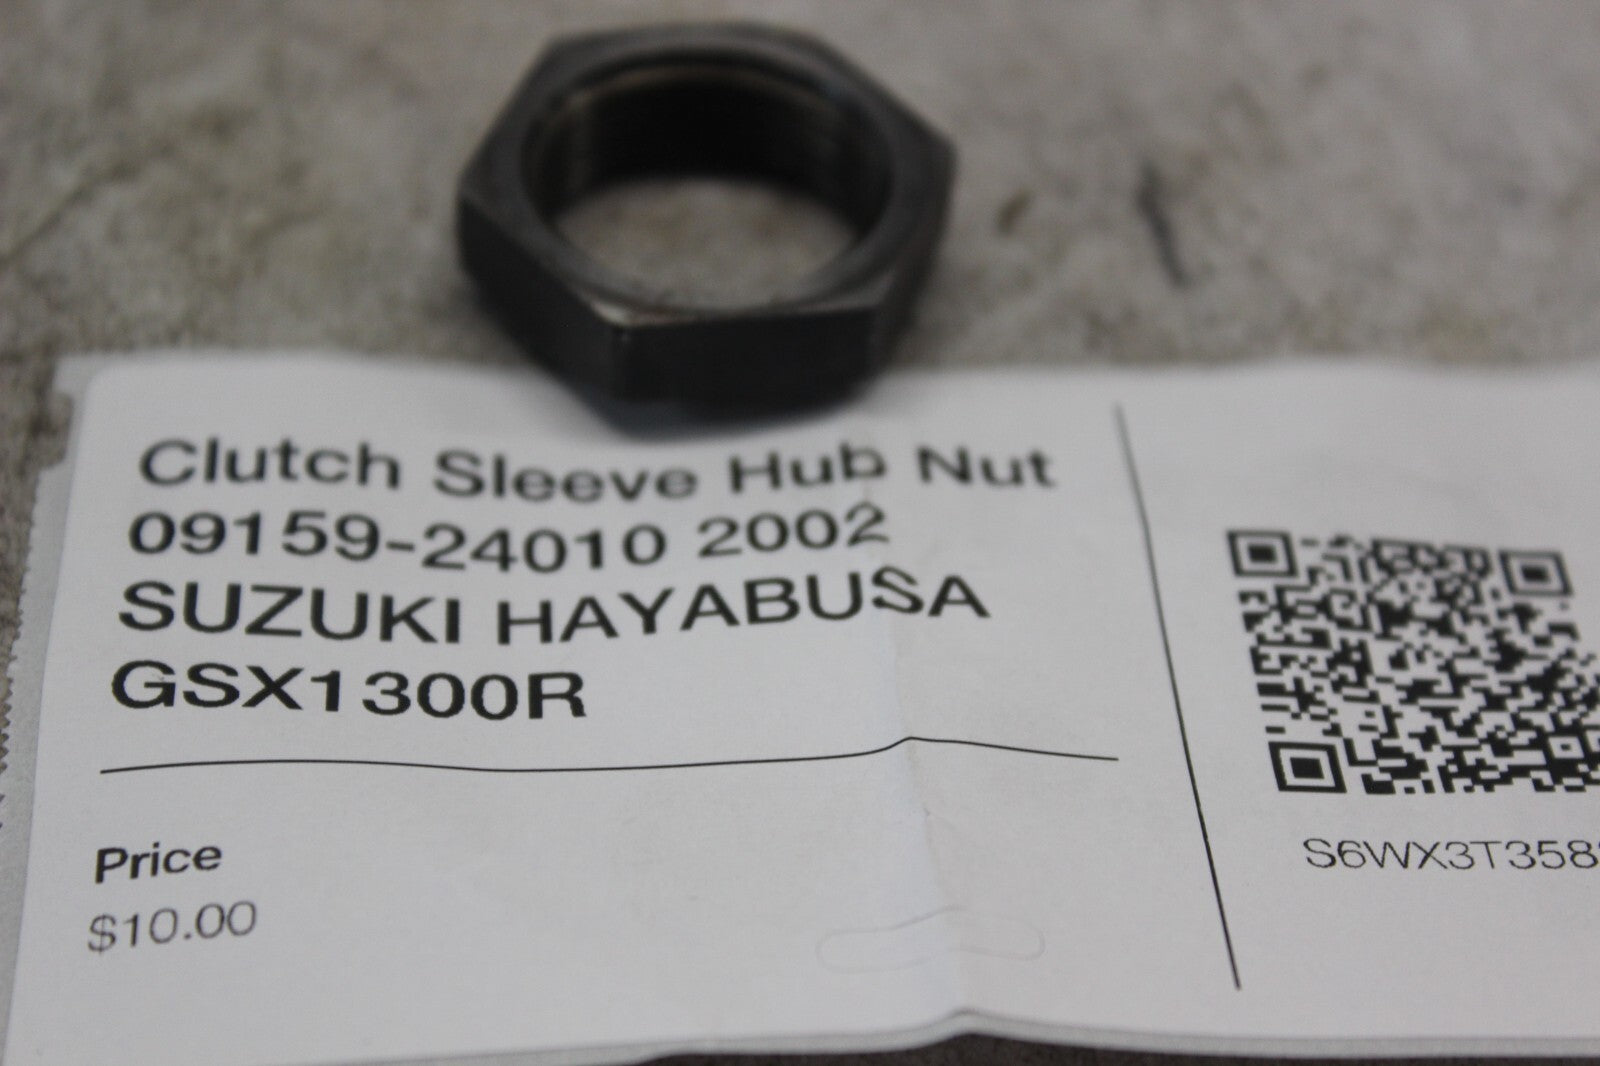 Clutch Sleeve Hub Nut
09159-24010 2002
SUZUKI HAYABUSA
GSX1300R
Price
$10.00